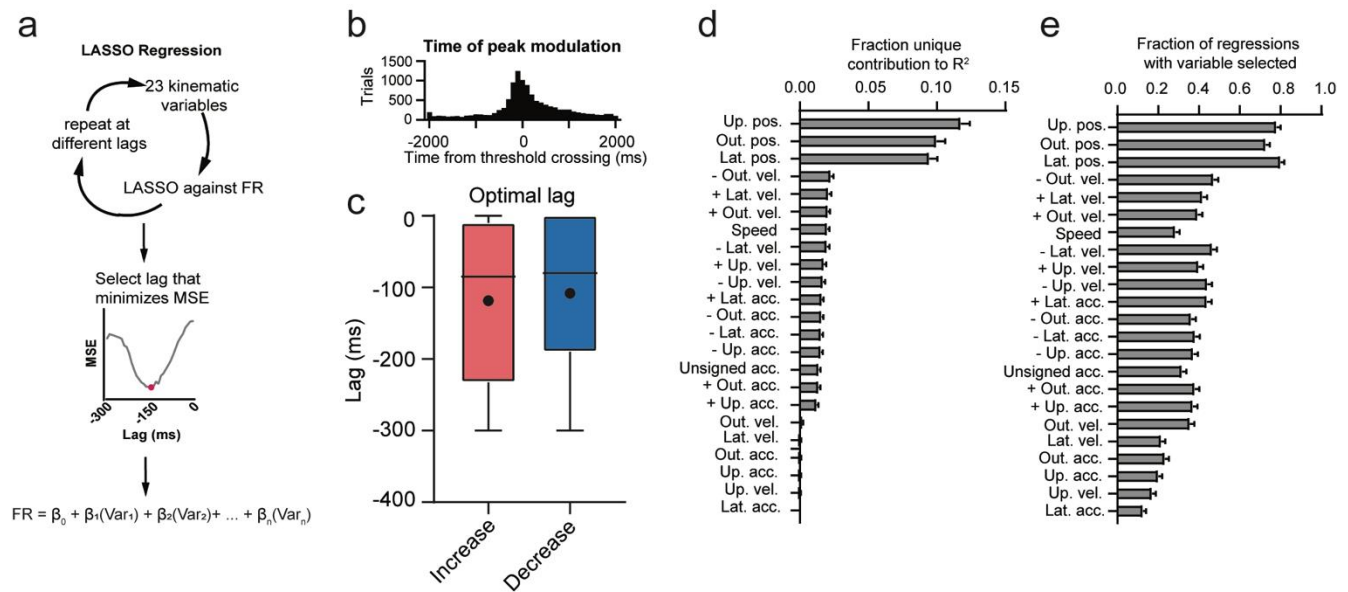 a
LASSO Regression
23 kinematic
variables
repeat at
different lags
LASSO against FR
Select lag that
minimizes MSE
MSE
-300
-150
0
Lag (ms)
FR = β₀ + β₁(Var₁) + β₂(Var₂)+ ... + βₙ(Varₙ)
b
Time of peak modulation
Trials
1500
1000
500
0
-2000
0
2000
Time from threshold crossing (ms)
c
Optimal lag
Lag (ms)
0
-100
-200
-300
-400
Increase
Decrease
d
Fraction unique
contribution to R²
0.00
0.05
0.10
0.15
Up. pos.
Out. pos.
Lat. pos.
- Out. vel.
+ Lat. vel.
+ Out. vel.
Speed
- Lat. vel.
+ Up. vel.
- Up. vel.
+ Lat. acc.
- Out. acc.
- Lat. acc.
- Up. acc.
Unsigned acc.
+ Out. acc.
+ Up. acc.
Out. vel.
Lat. vel.
Out. acc.
Up. acc.
Up. vel.
Lat. acc.
e
Fraction of regressions
with variable selected
0.0
0.2
0.4
0.6
0.8
1.0
Up. pos.
Out. pos.
Lat. pos.
- Out. vel.
+ Lat. vel.
+ Out. vel.
Speed
- Lat. vel.
+ Up. vel.
- Up. vel.
+ Lat. acc.
- Out. acc.
- Lat. acc.
- Up. acc.
Unsigned acc.
+ Out. acc.
+ Up. acc.
Out. vel.
Lat. vel.
Out. acc.
Up. acc.
Up. vel
Lat. acc.